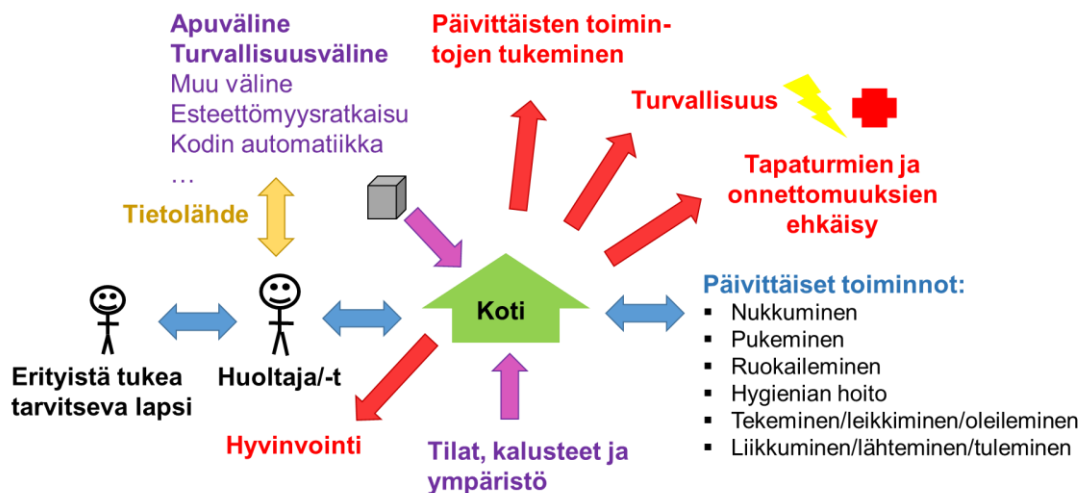 Apuväline
Turvallisuusväline
Muu väline
Esteettömyysratkaisu
Kodin automatiikka
…
Päivittäisten toimin-
tojen tukeminen
Turvallisuus
Tapaturmien ja
onnettomuuksien
ehkäisy
Tietolähde
Koti
Päivittäiset toiminnot:
▪ Nukkuminen
▪ Pukeminen
▪ Ruokaileminen
▪ Hygienian hoito
▪ Tekeminen/leikkiminen/oleileminen
▪ Liikkuminen/lähteminen/tuleminen
Erityistä tukea
tarvitseva lapsi
Huoltaja/-t
Hyvinvointi
Tilat, kalusteet ja
ympäristö